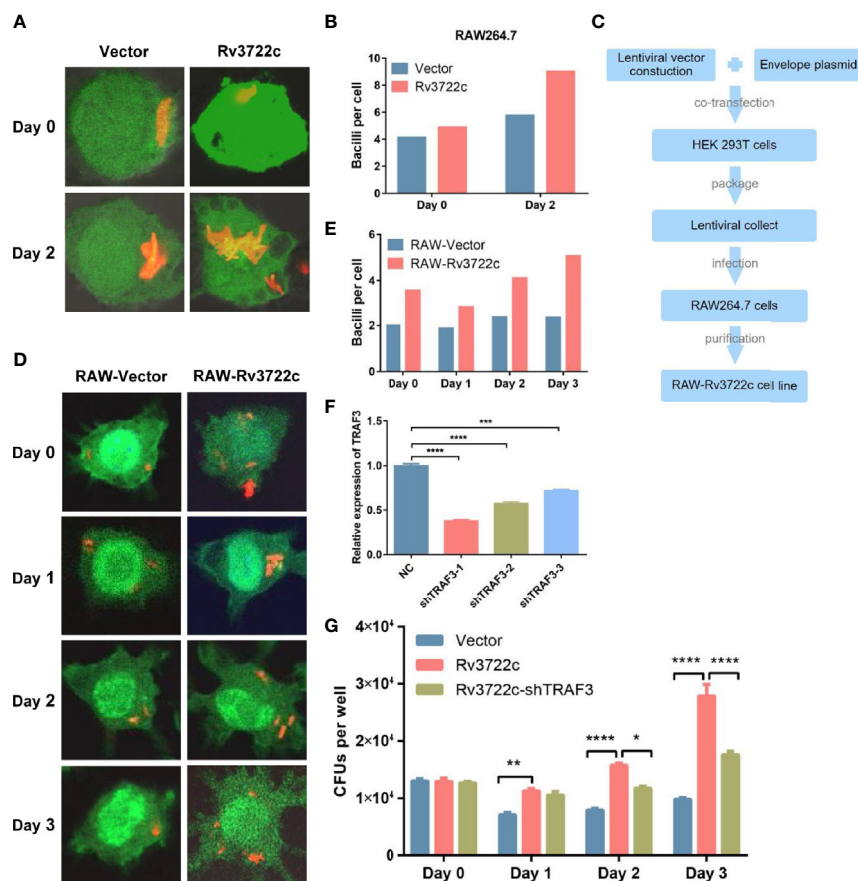 A
Vector
Rv3722c
Day 0
Day 2
B
RAW264.7
Vector
Rv3722c
Bacilli per cell
10
8
6
4
2
0
Day 0
Day 2
C
Lentiviral vector
constuction
Envelope plasmid
co-transfection
HEK 293T cells
package
Lentiviral collect
infection
RAW264.7 cells
purification
RAW-Rv3722c cell line
D
RAW-Vector
RAW-Rv3722c
Day 0
Day 1
Day 2
Day 3
E
RAW-Vector
RAW-Rv3722c
Bacilli per cell
6
4
2
0
Day 0
Day 1
Day 2
Day 3
F
Relative expression of TRAF3
1.5
1.0
0.5
0.0
***
****
****
NC
shTRAF3-1
shTRAF3-2
shTRAF3-3
G
Vector
Rv3722c
Rv3722c-shTRAF3
CFUs per well
4×10⁴
3×10⁴
2×10⁴
1×10⁴
0
**
****
*
****
****
Day 0
Day 1
Day 2
Day 3